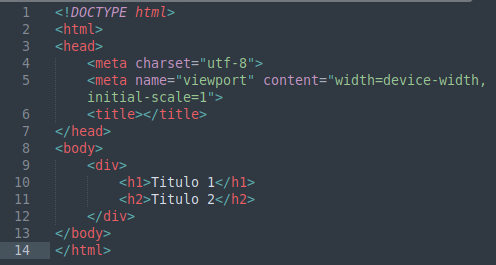 1 <!DOCTYPE html>
2 <html>
3 <head>
4 <meta charset="utf-8">
5 <meta name="viewport" content="width=device-width,
initial-scale=1">
6 <title></title>
7 </head>
8 <body>
9 <div>
10 <h1>Titulo 1</h1>
11 <h2>Titulo 2</h2>
12 </div>
13 </body>
14 </html>